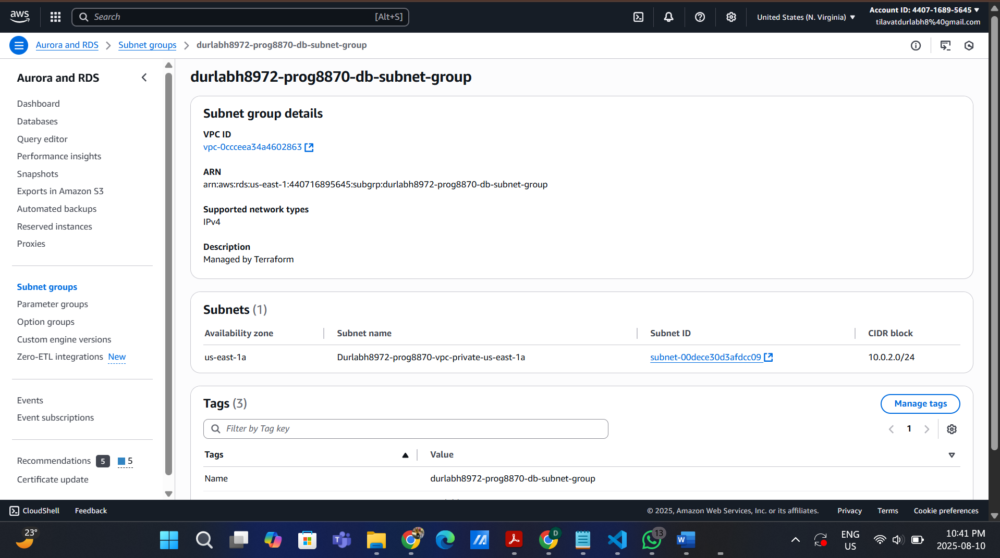 aws
Search
[Alt+S]
United States (N. Virginia)
Account ID: 4407-1689-5645
tilavatdurlabh8%40gmail.com
Aurora and RDS
Subnet groups
durlabh8972-prog8870-db-subnet-group
Aurora and RDS
Dashboard
Databases
Query editor
Performance insights
Snapshots
Exports in Amazon S3
Automated backups
Reserved instances
Proxies
Subnet groups
Parameter groups
Option groups
Custom engine versions
Zero-ETL integrations New
Events
Event subscriptions
Recommendations 5 5
Certificate update
durlabh8972-prog8870-db-subnet-group
Subnet group details
VPC ID
vpc-0ccceea34a4602863
ARN
arn:aws:rds:us-east-1:440716895645:subgrp:durlabh8972-prog8870-db-subnet-group
Supported network types
IPv4
Description
Managed by Terraform
Subnets (1)
Availability zone Subnet name Subnet ID CIDR block
us-east-1a Durlabh8972-prog8870-vpc-private-us-east-1a subnet-00dece30d3afdcc09 10.0.2.0/24
Tags (3)
Manage tags
Filter by Tag key
1
Tags Value
Name durlabh8972-prog8870-db-subnet-group
CloudShell Feedback
© 2025, Amazon Web Services, Inc. or its affiliates. Privacy Terms Cookie preferences
23°
D
13
ENG
US
10:41 PM
2025-08-10